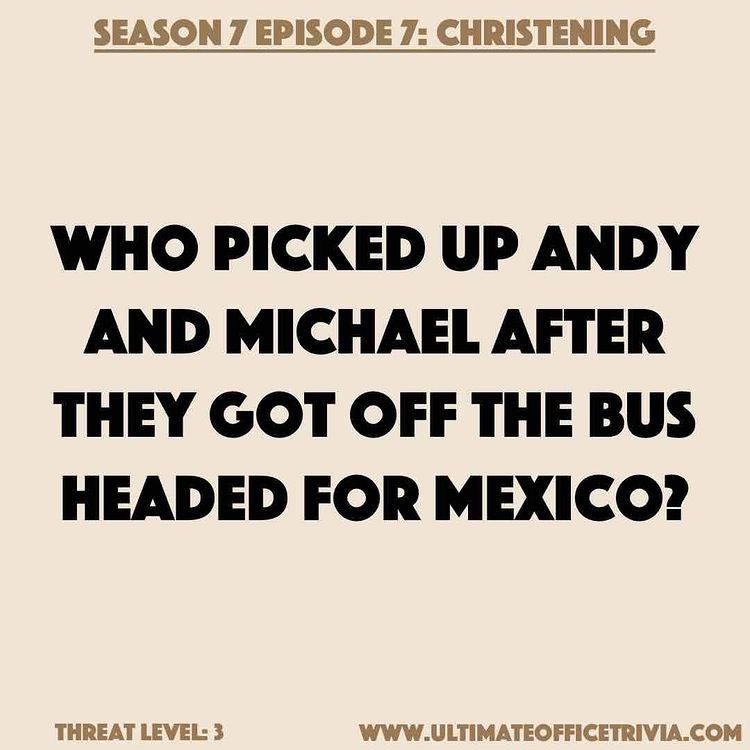 SEASON 7 EPISODE 7: CHRISTENING
WHO PICKED UP ANDY
AND MICHAEL AFTER
THEY GOT OFF THE BUS
HEADED FOR MEXICO?
THREAT LEVEL: 3
WWW.ULTIMATEOFFICETRIVIA.COM